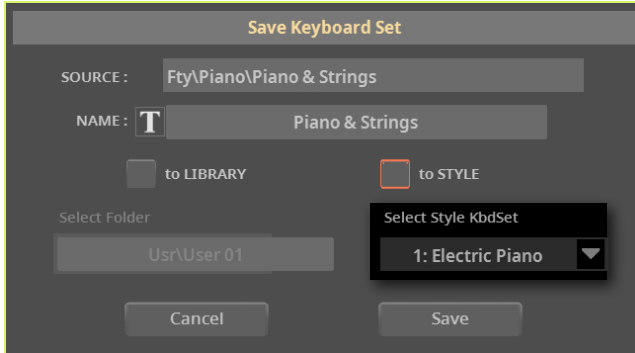 Save Keyboard Set
SOURCE : Fty\Piano\Piano & Strings
NAME : T Piano & Strings
to LIBRARY to STYLE
Select Folder Select Style KbdSet
Usr\User 01 1: Electric Piano
Cancel Save